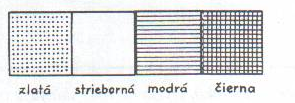 zlatá strieborná modrá čierna